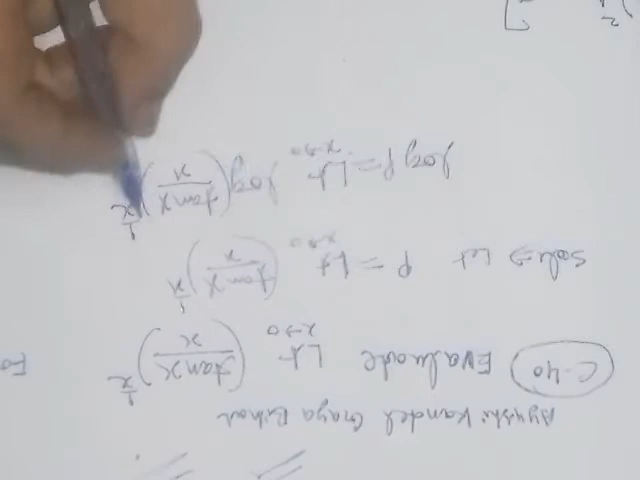 Ayushi Kandel Gaya Bihar
C-40 Evaluate Lt x→0 (tanx/x)^1/x
Soln ⇒ Let P = Lt x→0 (tanx/x)^1/x
log P = Lt x→0 log (tanx/x)^1/x